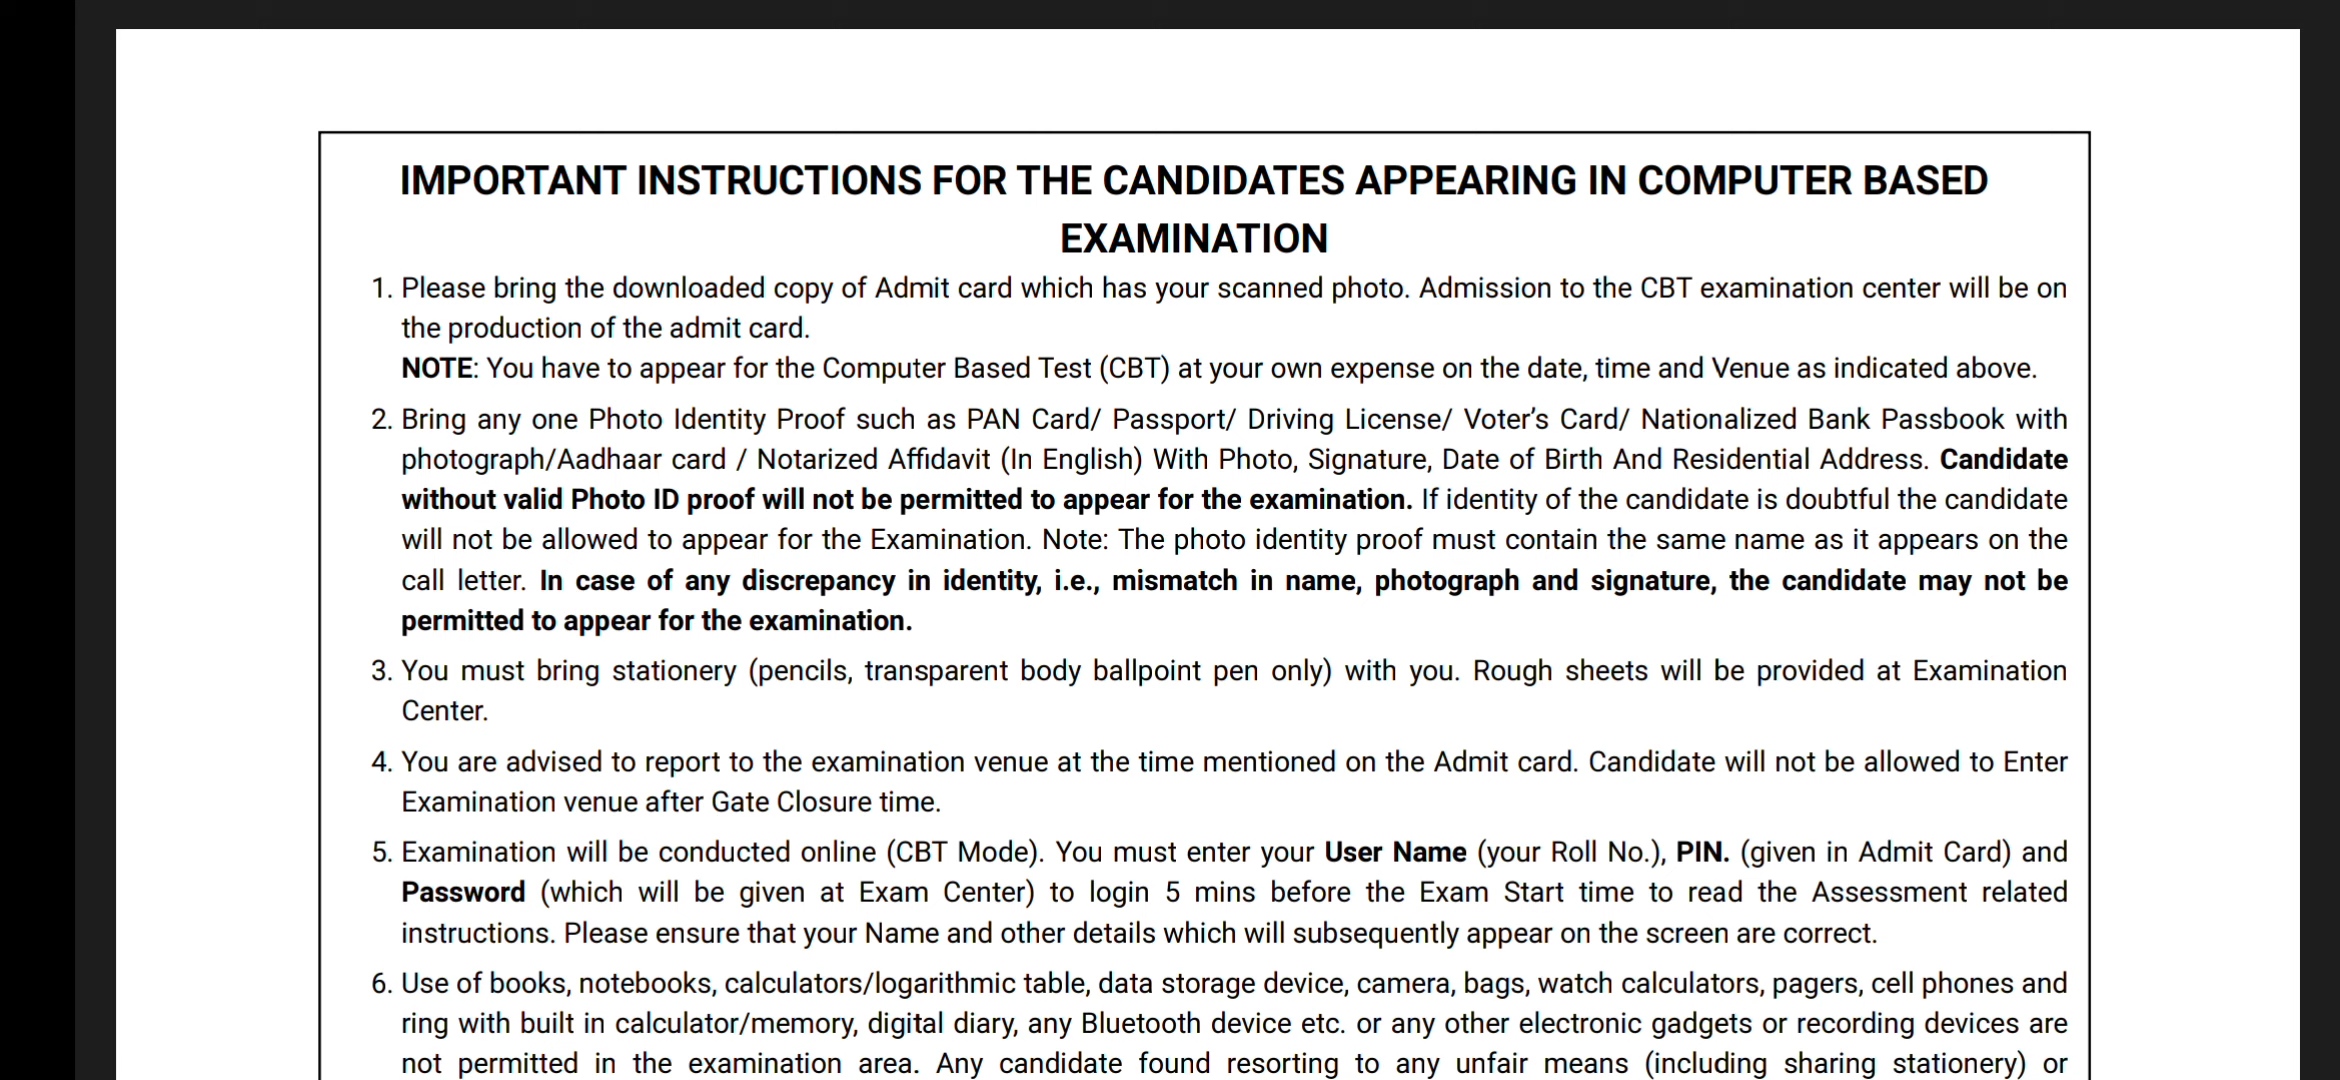 IMPORTANT INSTRUCTIONS FOR THE CANDIDATES APPEARING IN COMPUTER BASED
EXAMINATION
1. Please bring the downloaded copy of Admit card which has your scanned photo. Admission to the CBT examination center will be on
the production of the admit card.
NOTE: You have to appear for the Computer Based Test (CBT) at your own expense on the date, time and Venue as indicated above.
2. Bring any one Photo Identity Proof such as PAN Card/ Passport/ Driving License/ Voter’s Card/ Nationalized Bank Passbook with
photograph/Aadhaar card / Notarized Affidavit (In English) With Photo, Signature, Date of Birth And Residential Address. Candidate
without valid Photo ID proof will not be permitted to appear for the examination. If identity of the candidate is doubtful the candidate
will not be allowed to appear for the Examination. Note: The photo identity proof must contain the same name as it appears on the
call letter. In case of any discrepancy in identity, i.e., mismatch in name, photograph and signature, the candidate may not be
permitted to appear for the examination.
3. You must bring stationery (pencils, transparent body ballpoint pen only) with you. Rough sheets will be provided at Examination
Center.
4. You are advised to report to the examination venue at the time mentioned on the Admit card. Candidate will not be allowed to Enter
Examination venue after Gate Closure time.
5. Examination will be conducted online (CBT Mode). You must enter your User Name (your Roll No.), PIN. (given in Admit Card) and
Password (which will be given at Exam Center) to login 5 mins before the Exam Start time to read the Assessment related
instructions. Please ensure that your Name and other details which will subsequently appear on the screen are correct.
6. Use of books, notebooks, calculators/logarithmic table, data storage device, camera, bags, watch calculators, pagers, cell phones and
ring with built in calculator/memory, digital diary, any Bluetooth device etc. or any other electronic gadgets or recording devices are
not permitted in the examination area. Any candidate found resorting to any unfair means (including sharing stationery) or